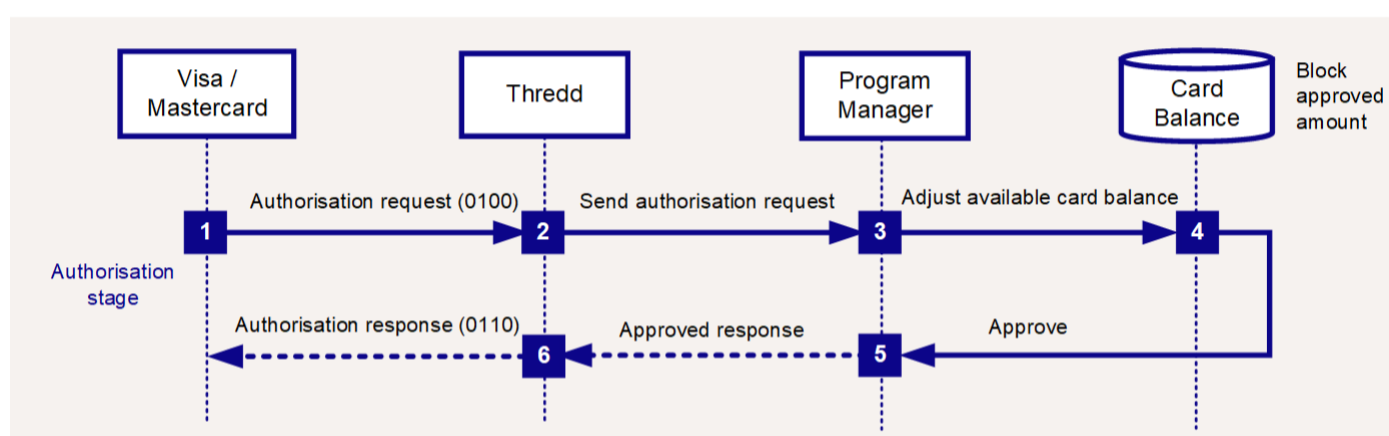 Visa /
Mastercard
Thredd
Program
Manager
Card
Balance
Block
approved
amount
Authorisation request (0100)
Send authorisation request
Adjust available card balance
1
2
3
4
Authorisation
stage
Authorisation response (0110)
Approved response
Approve
6
5